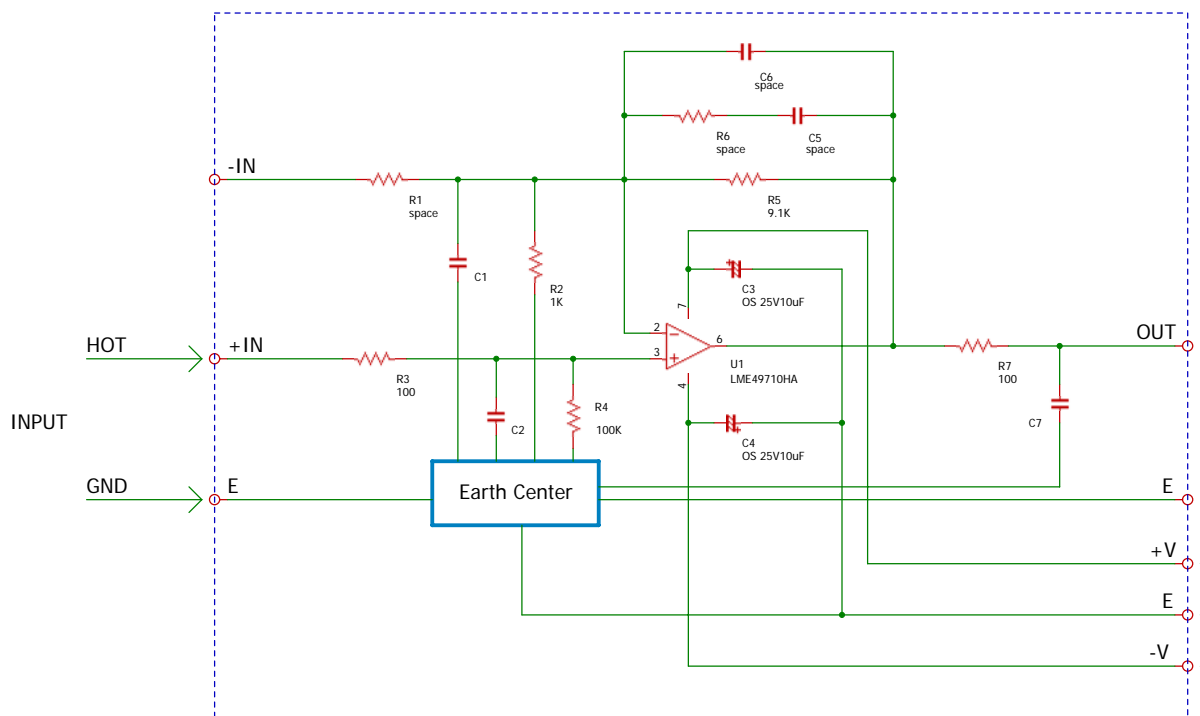 C6
space
R6
space
C5
space
-IN
R1
space
R5
9.1K
C1
R2
1K
C3
OS 25V10uF
7
HOT
+IN
2
3
6
OUT
R3
100
U1
LME49710HA
R7
100
4
INPUT
C2
R4
100K
C7
C4
OS 25V10uF
GND
E
Earth Center
E
+V
E
-V